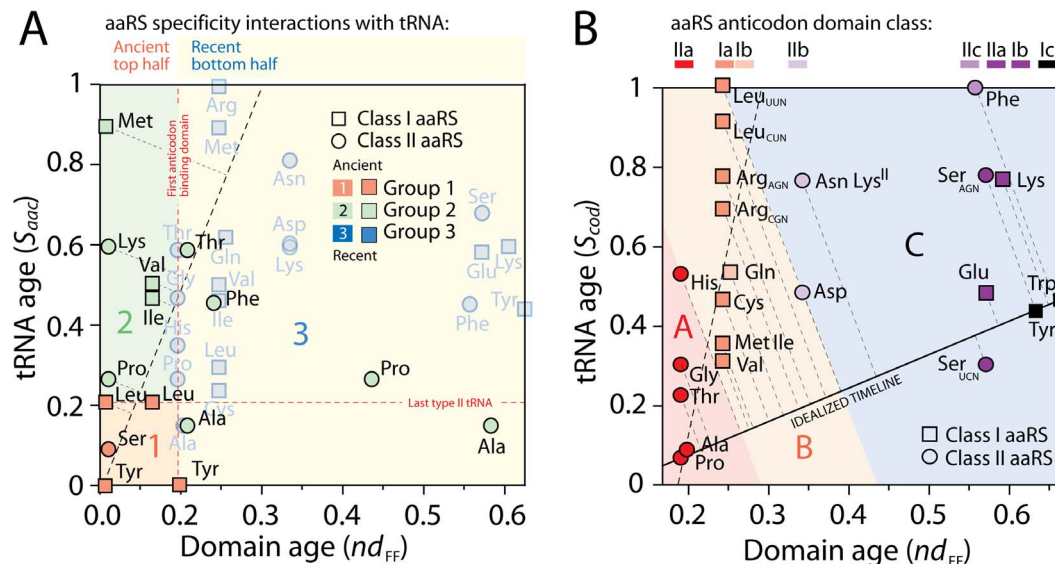 A
aaRS specificity interactions with tRNA:
Ancient top half
Recent bottom half
tRNA age (Saac)
1
0.8
0.6
0.4
0.2
0
0.0
0.1
0.2
0.3
0.4
0.5
0.6
Domain age (ndFF)
First anticodon binding domain
Last type II tRNA
Class I aaRS
Class II aaRS
Ancient
1 Group 1
2 Group 2
3 Group 3
Recent
Met
Lys
Val
Ile
2
Pro
Leu
Leu
Ser
1
Tyr
Tyr
Thr
Thr
Gly
His
Pro
Ala
Ala
Arg
Met
Gln
Val
Ile
Phe
Leu
Cys
Asn
Asp
Lys
3
Pro
Ala
Ser
Glu
Lys
Phe
Tyr
B
aaRS anticodon domain class:
IIa
Ia
Ib
IIb
IIc
IIa
Ib
Ic
tRNA age (Scod)
1
0.8
0.6
0.4
0.2
0
0.2
0.3
0.4
0.5
0.6
Domain age (ndFF)
LeuUUN
LeuCUN
ArgAGN
ArgCGN
Gln
Cys
Met Ile
Val
His
A
Gly
Thr
Ala
Pro
B
Asn LysII
Asp
C
Phe
SerAGN
Lys
Glu
Trp
Tyr
SerUCN
IDEALIZED TIMELINE
Class I aaRS
Class II aaRS